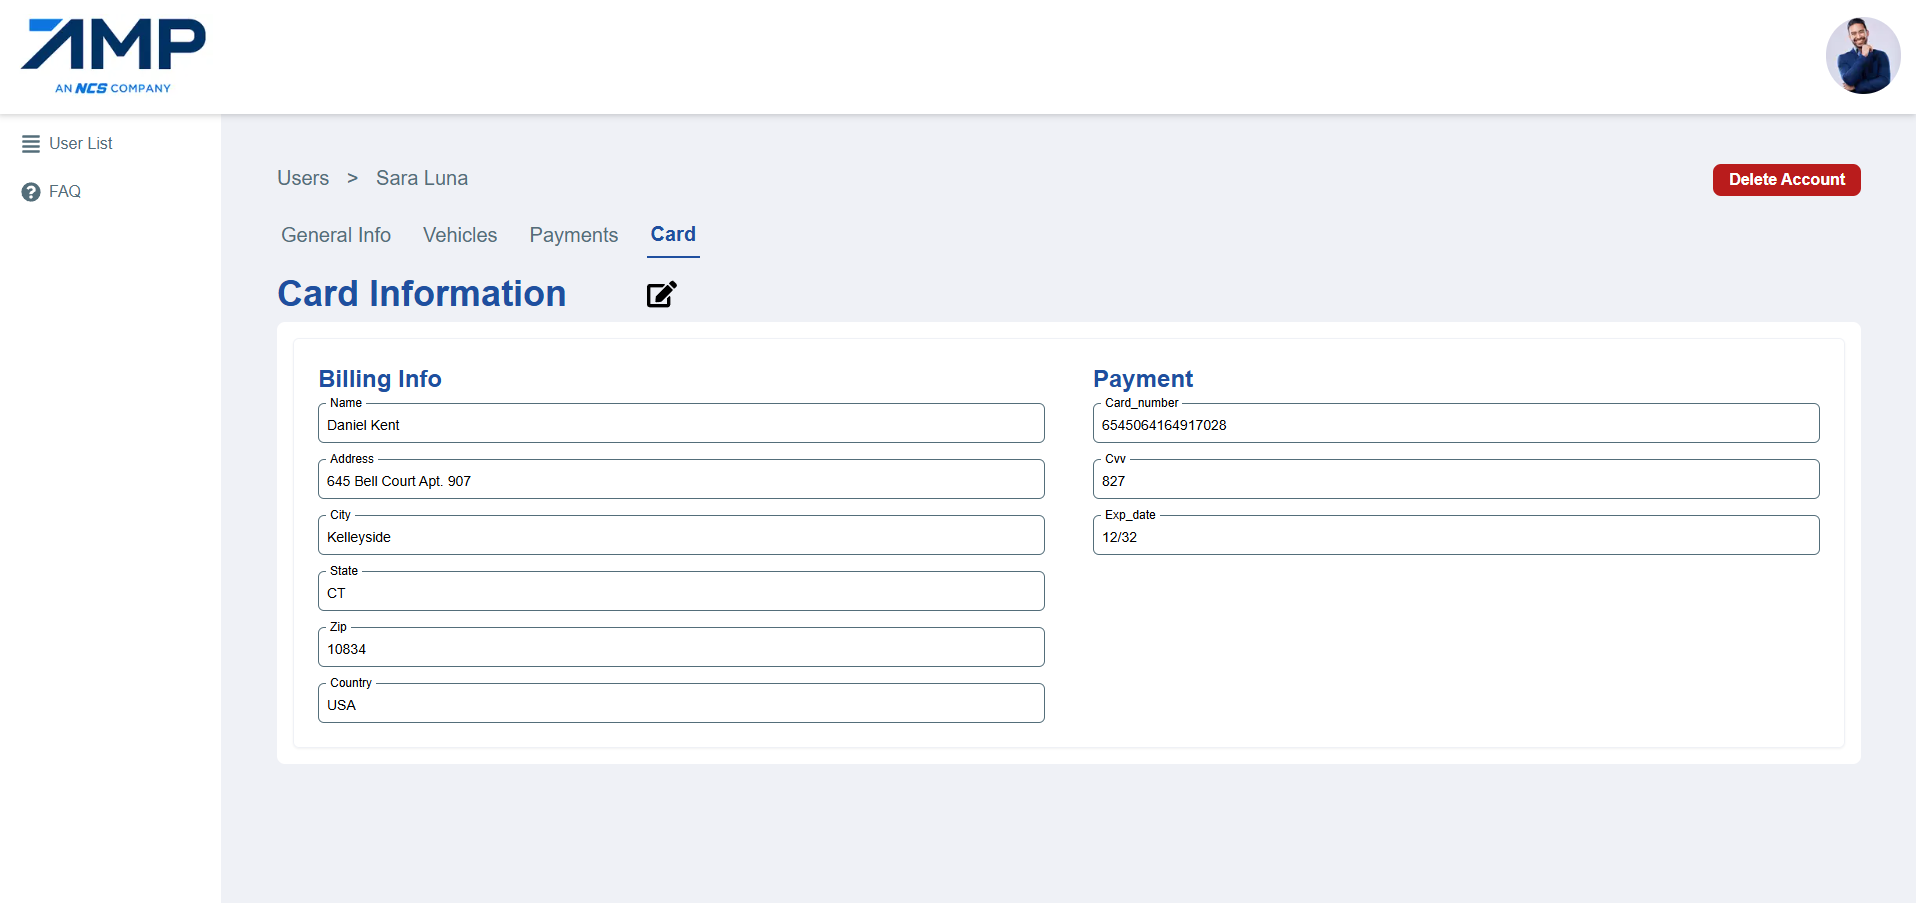 AMP
AN NCS COMPANY
User List
FAQ
Users > Sara Luna
Delete Account
General Info Vehicles Payments Card
Card Information
Billing Info
Name
Daniel Kent
Address
645 Bell Court Apt. 907
City
Kelleyside
State
CT
Zip
10834
Country
USA
Payment
Card_number
6545064164917028
Cvv
827
Exp_date
12/32